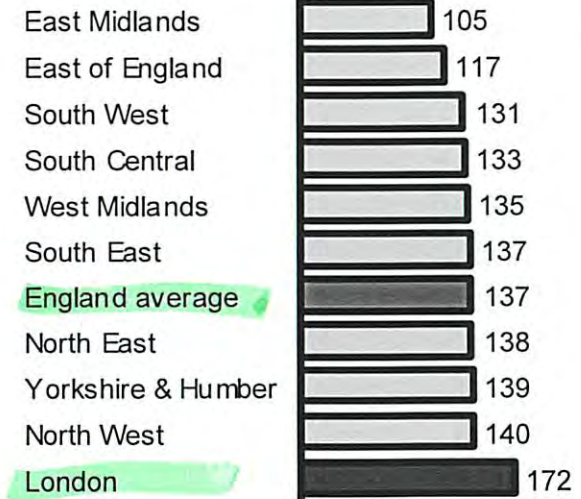 East Midlands 105
East of England 117
South West 131
South Central 133
West Midlands 135
South East 137
England average 137
North East 138
Yorkshire & Humber 139
North West 140
London 172